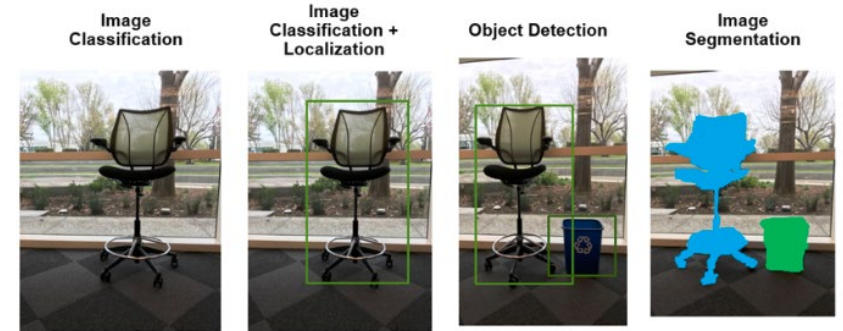 Image
Classification
Image
Classification +
Localization
Object Detection
Image
Segmentation